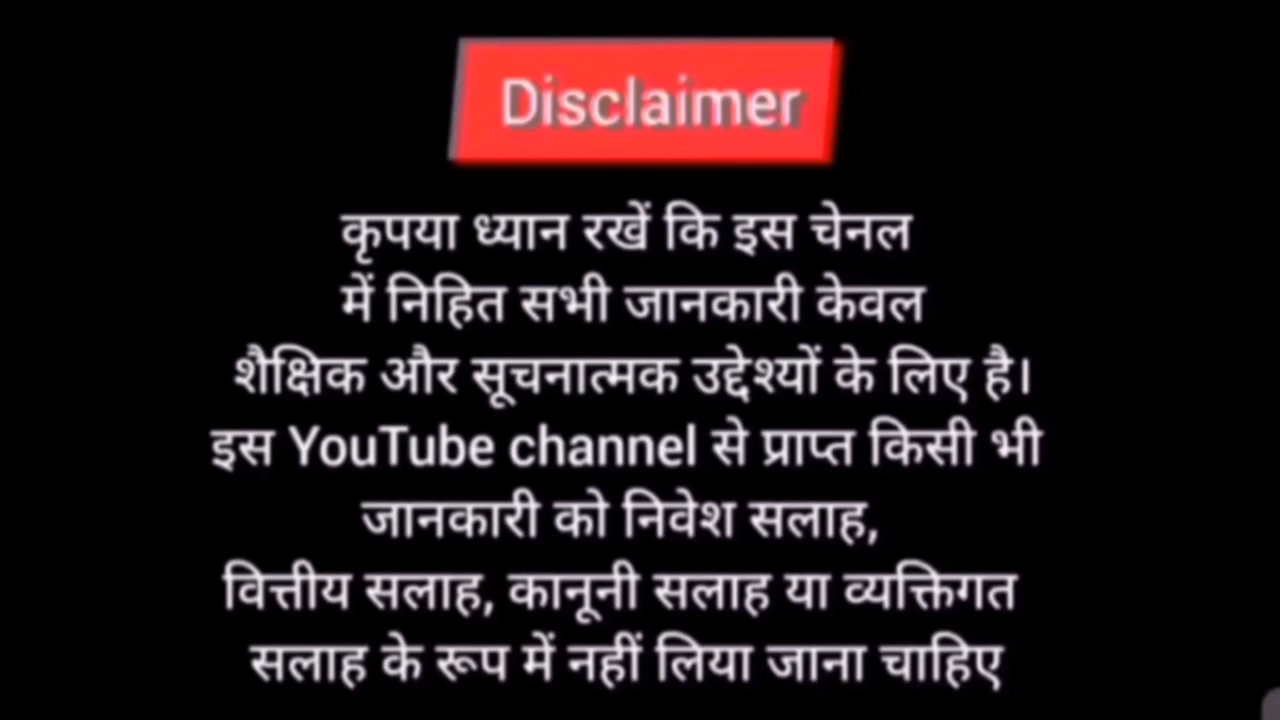 Disclaimer
कृपया ध्यान रखें कि इस चेनल
में निहित सभी जानकारी केवल
शैक्षिक और सूचनात्मक उद्देश्यों के लिए है।
इस YouTube channel से प्राप्त किसी भी
जानकारी को निवेश सलाह,
वित्तीय सलाह, कानूनी सलाह या व्यक्तिगत
सलाह के रूप में नहीं लिया जाना चाहिए